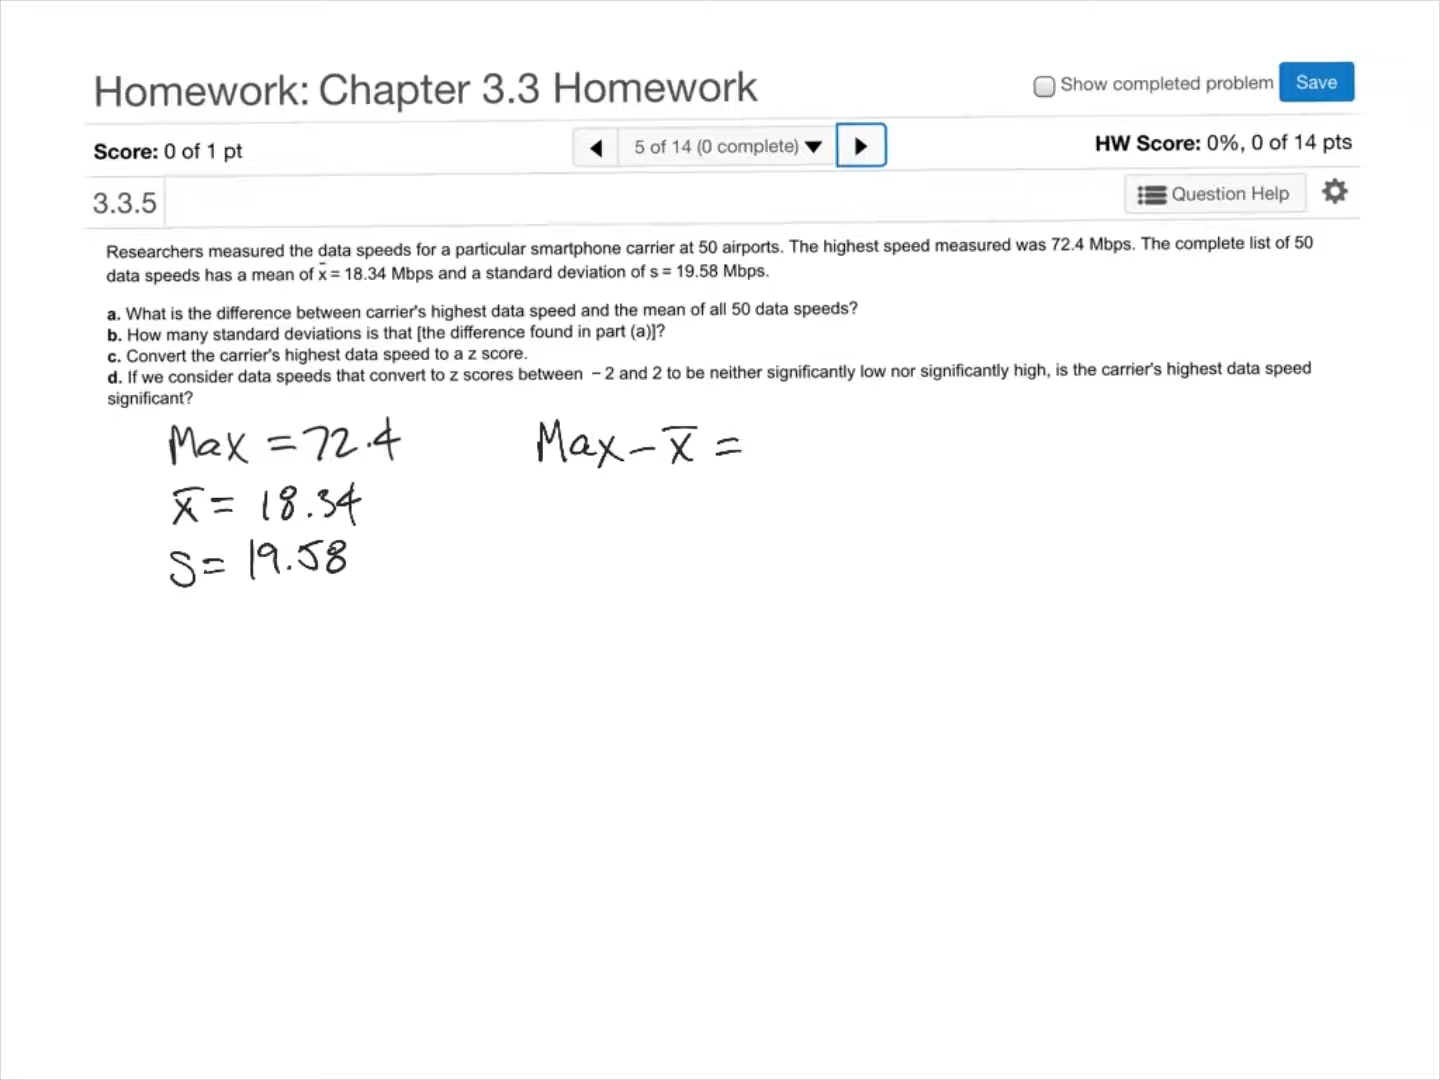 Homework: Chapter 3.3 Homework
Show completed problem
Save
Score: 0 of 1 pt
5 of 14 (0 complete)
HW Score: 0%, 0 of 14 pts
3.3.5
Question Help
Researchers measured the data speeds for a particular smartphone carrier at 50 airports. The highest speed measured was 72.4 Mbps. The complete list of 50
data speeds has a mean of x̄ = 18.34 Mbps and a standard deviation of s = 19.58 Mbps.
a. What is the difference between carrier's highest data speed and the mean of all 50 data speeds?
b. How many standard deviations is that [the difference found in part (a)]?
c. Convert the carrier's highest data speed to a z score.
d. If we consider data speeds that convert to z scores between − 2 and 2 to be neither significantly low nor significantly high, is the carrier's highest data speed
significant?
Max = 72.4
Max − x̄ =
x̄ = 18.34
S = 19.58